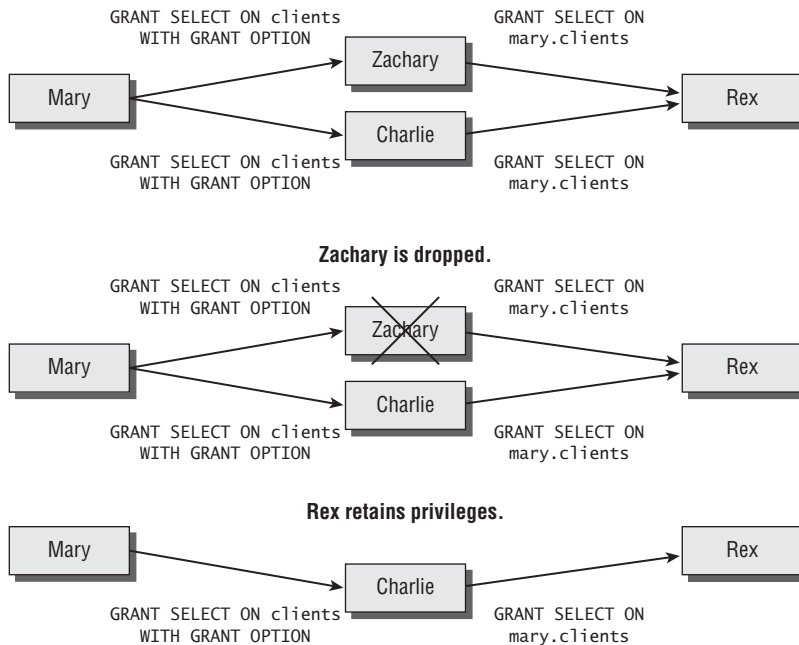 GRANT SELECT ON clients
WITH GRANT OPTION
GRANT SELECT ON
mary.clients
Zachary
Mary
Rex
Charlie
GRANT SELECT ON clients
WITH GRANT OPTION
GRANT SELECT ON
mary.clients
Zachary is dropped.
GRANT SELECT ON clients
WITH GRANT OPTION
GRANT SELECT ON
mary.clients
Zachary
Mary
Rex
Charlie
GRANT SELECT ON clients
WITH GRANT OPTION
GRANT SELECT ON
mary.clients
Rex retains privileges.
Mary
Rex
Charlie
GRANT SELECT ON clients
WITH GRANT OPTION
GRANT SELECT ON
mary.clients